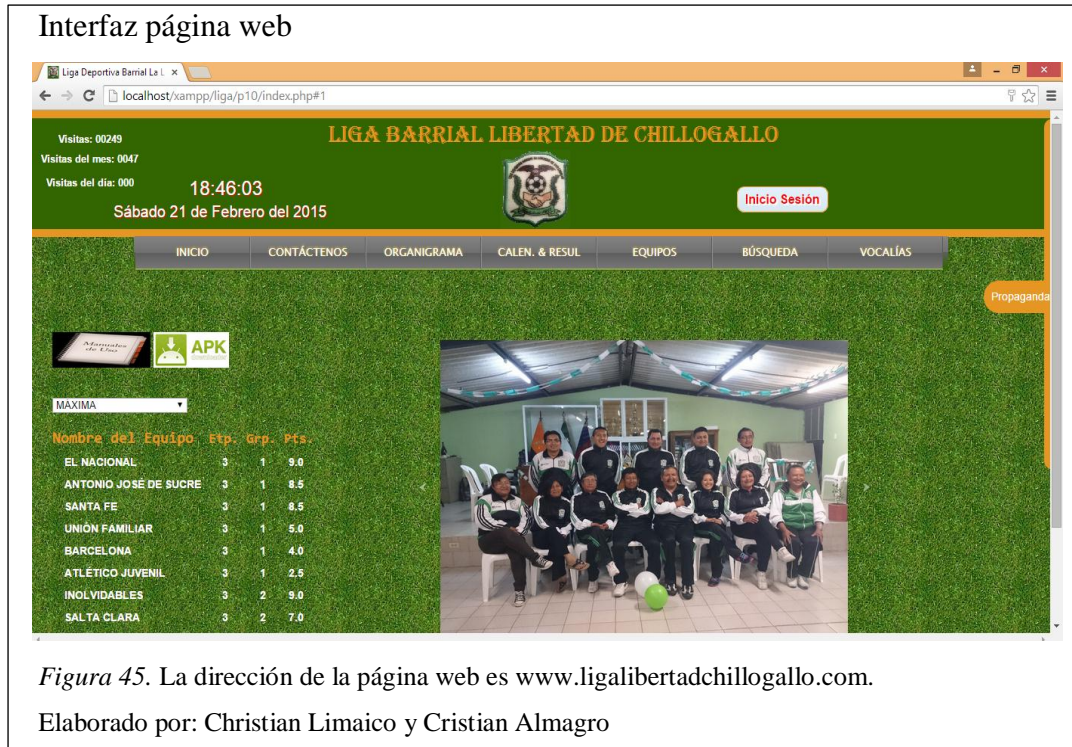 Interfaz página web
Liga Deportiva Barrial La L
localhost/xampp/liga/p10/index.php#1
Visitas: 00249
Visitas del mes: 0047
Visitas del día: 000
18:46:03
Sábado 21 de Febrero del 2015
LIGA BARRIAL LIBERTAD DE CHILLOGALLO
Inicio Sesión
INICIO CONTÁCTENOS ORGANIGRAMA CALEN. & RESUL EQUIPOS BÚSQUEDA VOCALÍAS
Propaganda
Manuales de Uso
APK
MÁXIMA
Nombre del Equipo Etp. Grp. Pts.
EL NACIONAL 3 1 9.0
ANTONIO JOSÉ DE SUCRE 3 1 8.5
SANTA FE 3 1 8.5
UNIÓN FAMILIAR 3 1 5.0
BARCELONA 3 1 4.0
ATLÉTICO JUVENIL 3 1 2.5
INOLVIDABLES 3 2 9.0
SALTA CLARA 3 2 7.0
Figura 45. La dirección de la página web es www.ligalibertadchillogallo.com.
Elaborado por: Christian Limaico y Cristian Almagro